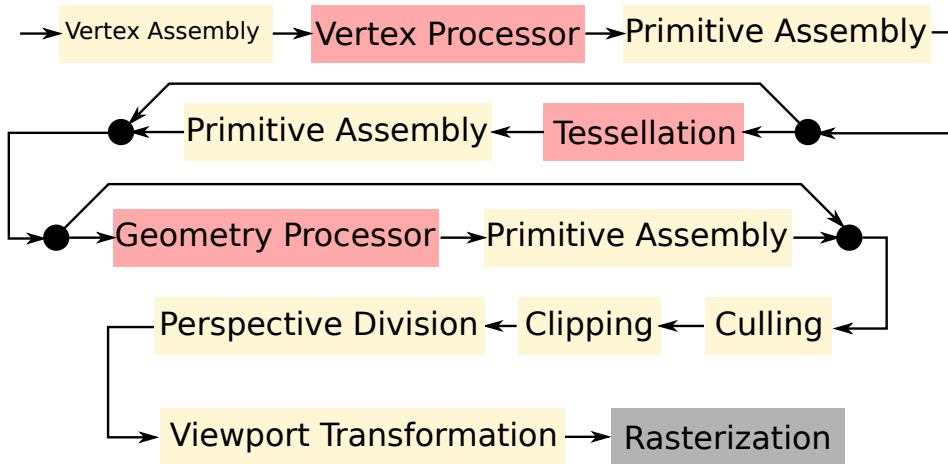 Vertex Assembly
Vertex Processor
Primitive Assembly
Primitive Assembly
Tessellation
Geometry Processor
Primitive Assembly
Perspective Division
Clipping
Culling
Viewport Transformation
Rasterization